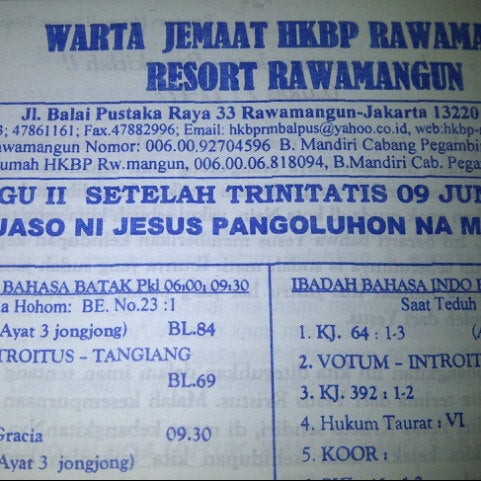 WARTA JEMAAT HKBP RAWAMA
RESORT RAWAMANGUN
Jl. Balai Pustaka Raya 33 Rawamangun-Jakarta 13220
3; 47861161; Fax.47882996; Email: hkbprmbalpus@yahoo.co.id, web:hkbp-
wamangun Nomor: 006.00.92704596 B. Mandiri Cabang Pegambi
umah HKBP Rw.mangun, 006.00.06.818094, B.Mandiri Cab. Pega
GU II SETELAH TRINITATIS 09 JUN
UASO NI JESUS PANGOLUHON NA M
BAHASA BATAK Pkl 06;00; 09:30
a Hohom: BE. No.23 :1
Ayat 3 jongjong) BL.84
TROITUS – TANGIANG
BL.69
Gracia 09.30
Ayat 3 jongjong)
IBADAH BAHASA INDO
Saat Teduh
1. KJ. 64 : 1-3
2. VOTUM – INTROIT
3. KJ. 392 : 1-2
4. Hukum Taurat : VI
5. KOOR :